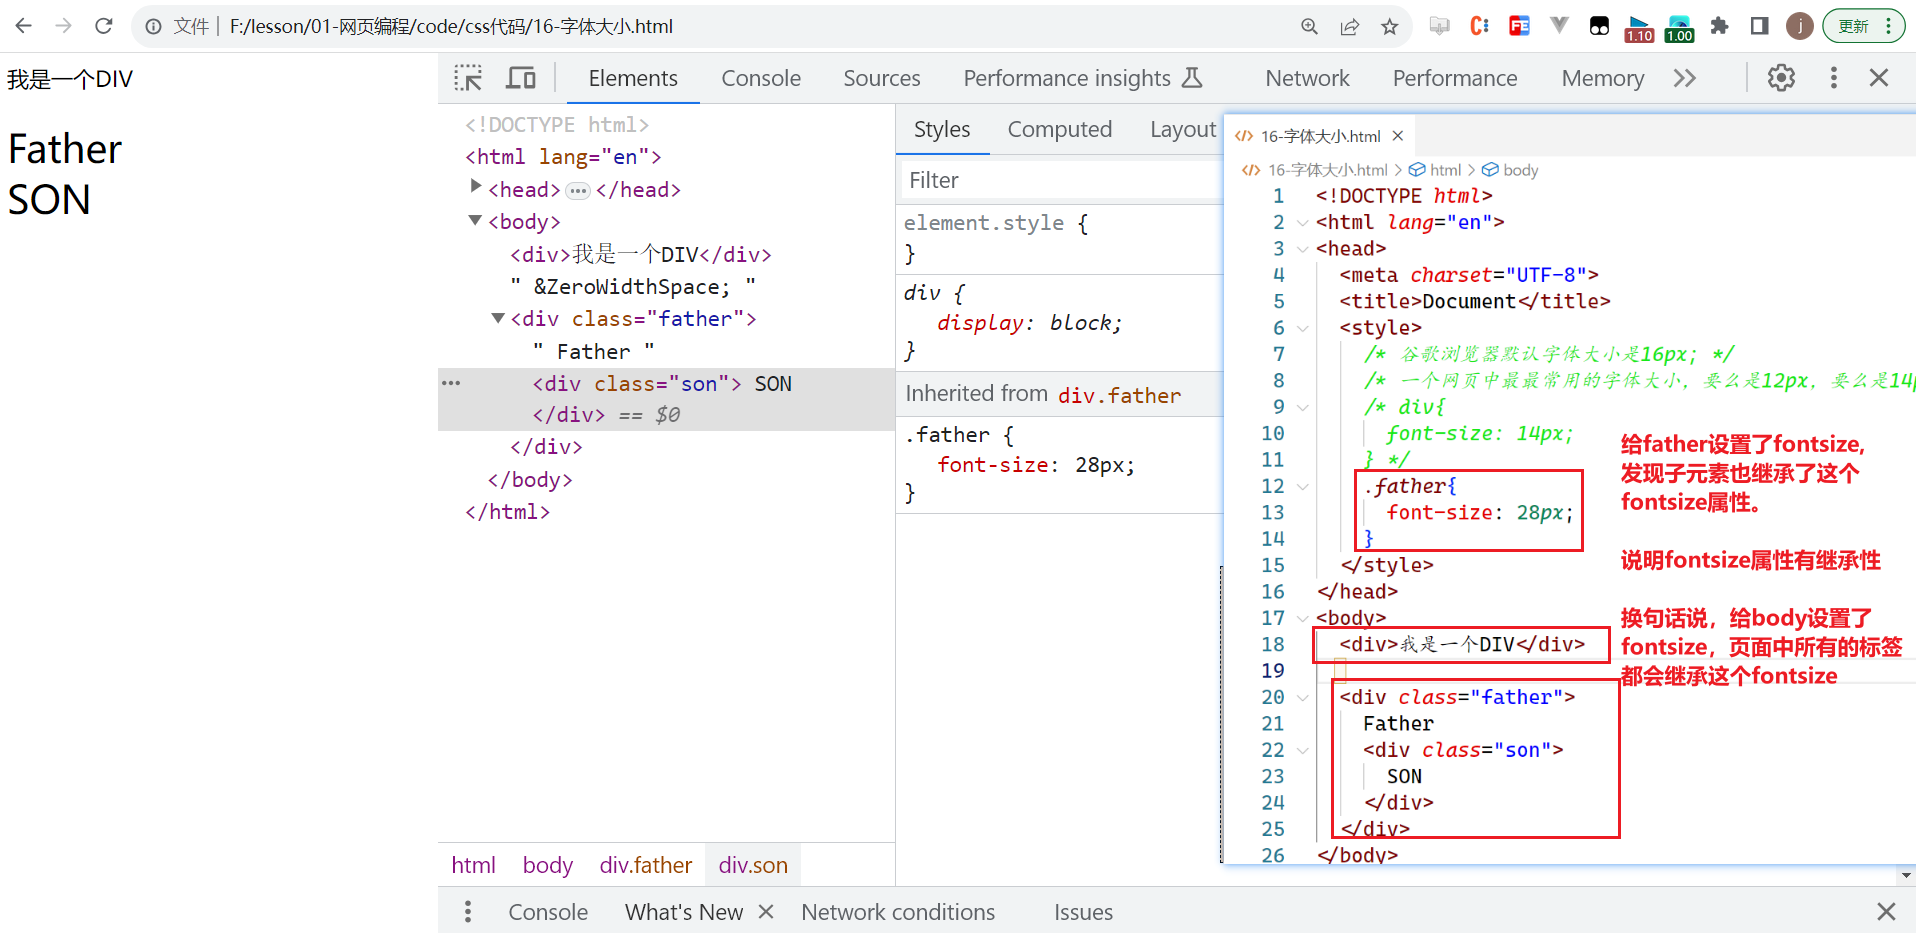 文件 | F:/lesson/01-网页编程/code/css代码/16-字体大小.html
FE
1.10
1.00
j
更新
我是一个DIV
Father
SON
Elements Console Sources Performance insights Network Performance Memory
<!DOCTYPE html>
<html lang="en">
<head>•••</head>
<body>
<div>我是一个DIV</div>
" &ZeroWidthSpace; "
<div class="father">
" Father "
••• <div class="son"> SON
</div> == $0
</div>
</body>
</html>
html body div.father div.son
Styles Computed Layout
Filter
element.style {
}
div {
display: block;
}
Inherited from div.father
.father {
font-size: 28px;
}
16-字体大小.html
16-字体大小.html > html > body
1 <!DOCTYPE html>
2 <html lang="en">
3 <head>
4 <meta charset="UTF-8">
5 <title>Document</title>
6 <style>
7 /* 谷歌浏览器默认字体大小是16px; */
8 /* 一个网页中最最常用的字体大小，要么是12px，要么是14p
9 /* div{
10 font-size: 14px;
11 } */
12 .father{
13 font-size: 28px;
14 }
15 </style>
16 </head>
17 <body>
18 <div>我是一个DIV</div>
19
20 <div class="father">
21 Father
22 <div class="son">
23 SON
24 </div>
25 </div>
26 </body>
给father设置了fontsize,
发现子元素也继承了这个
fontsize属性。
说明fontsize属性有继承性
换句话说，给body设置了
fontsize，页面中所有的标签
都会继承这个fontsize
Console What's New Network conditions Issues